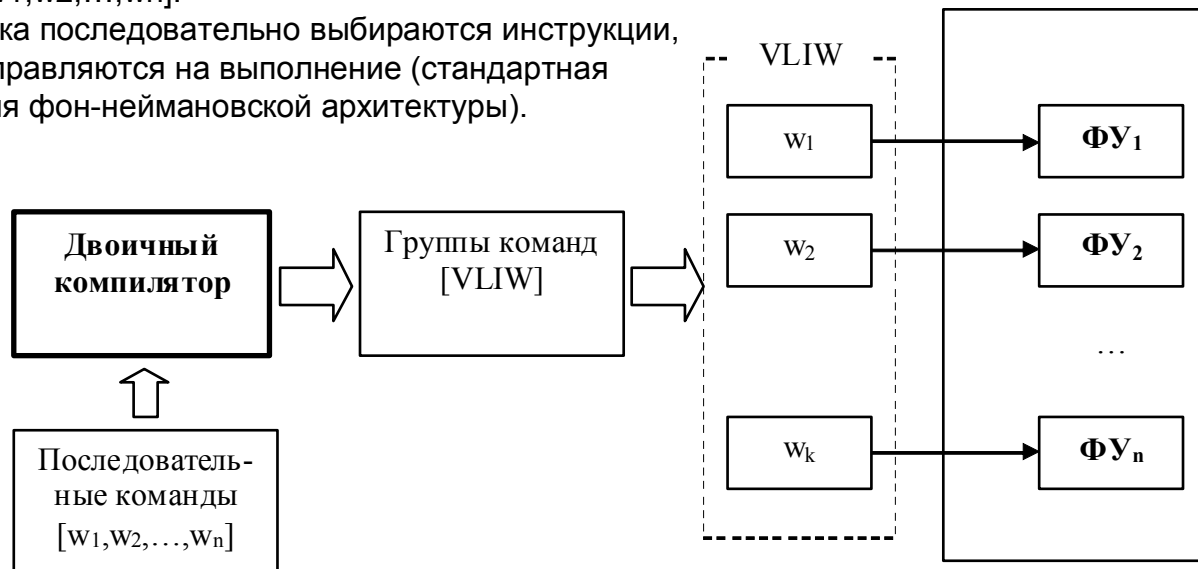 ка последовательно выбираются инструкции,
правляются на выполнение (стандартная
я фон-неймановской архитектуры).
VLIW
w1
ФУ1
Двоичный
компилятор
Группы команд
[VLIW]
w2
ФУ2
...
Последователь-
ные команды
[w1,w2,...,wn]
wk
ФУn